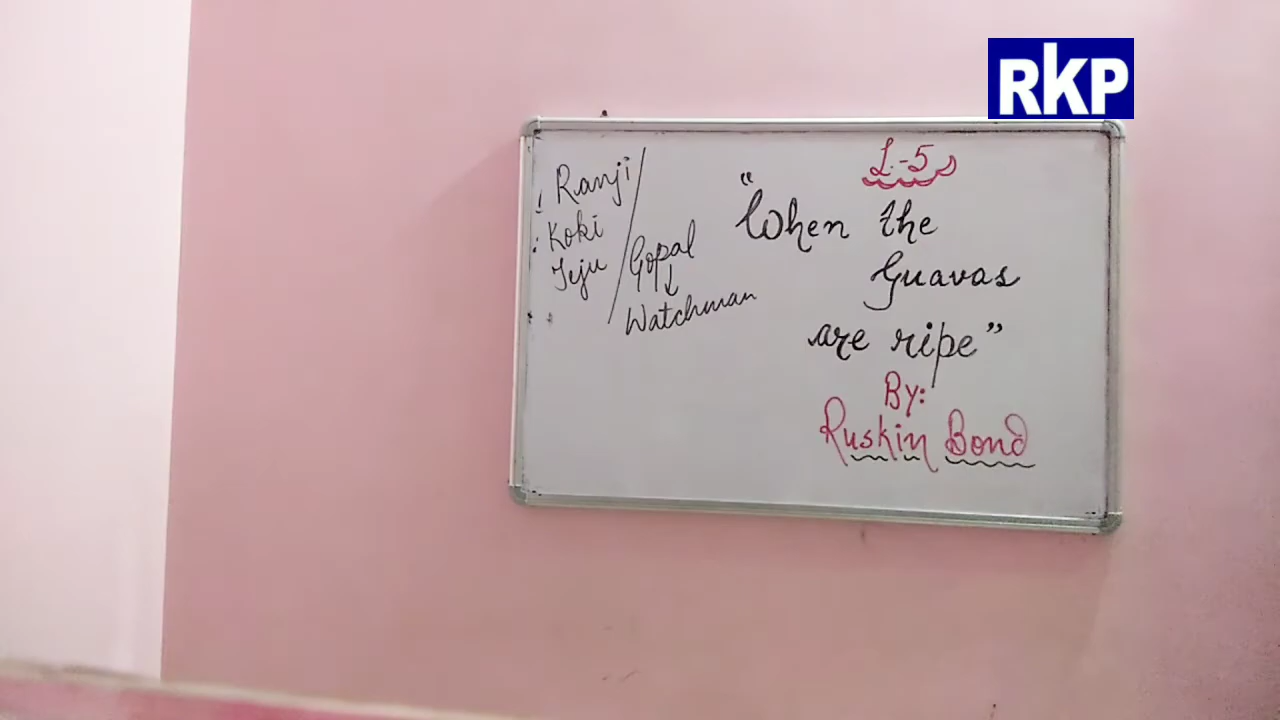 RKP
Ranji
Koki
Teju
Gopal
↓
Watchman
L-5
"When the
Guavas
are ripe"
By:
Ruskin Bond